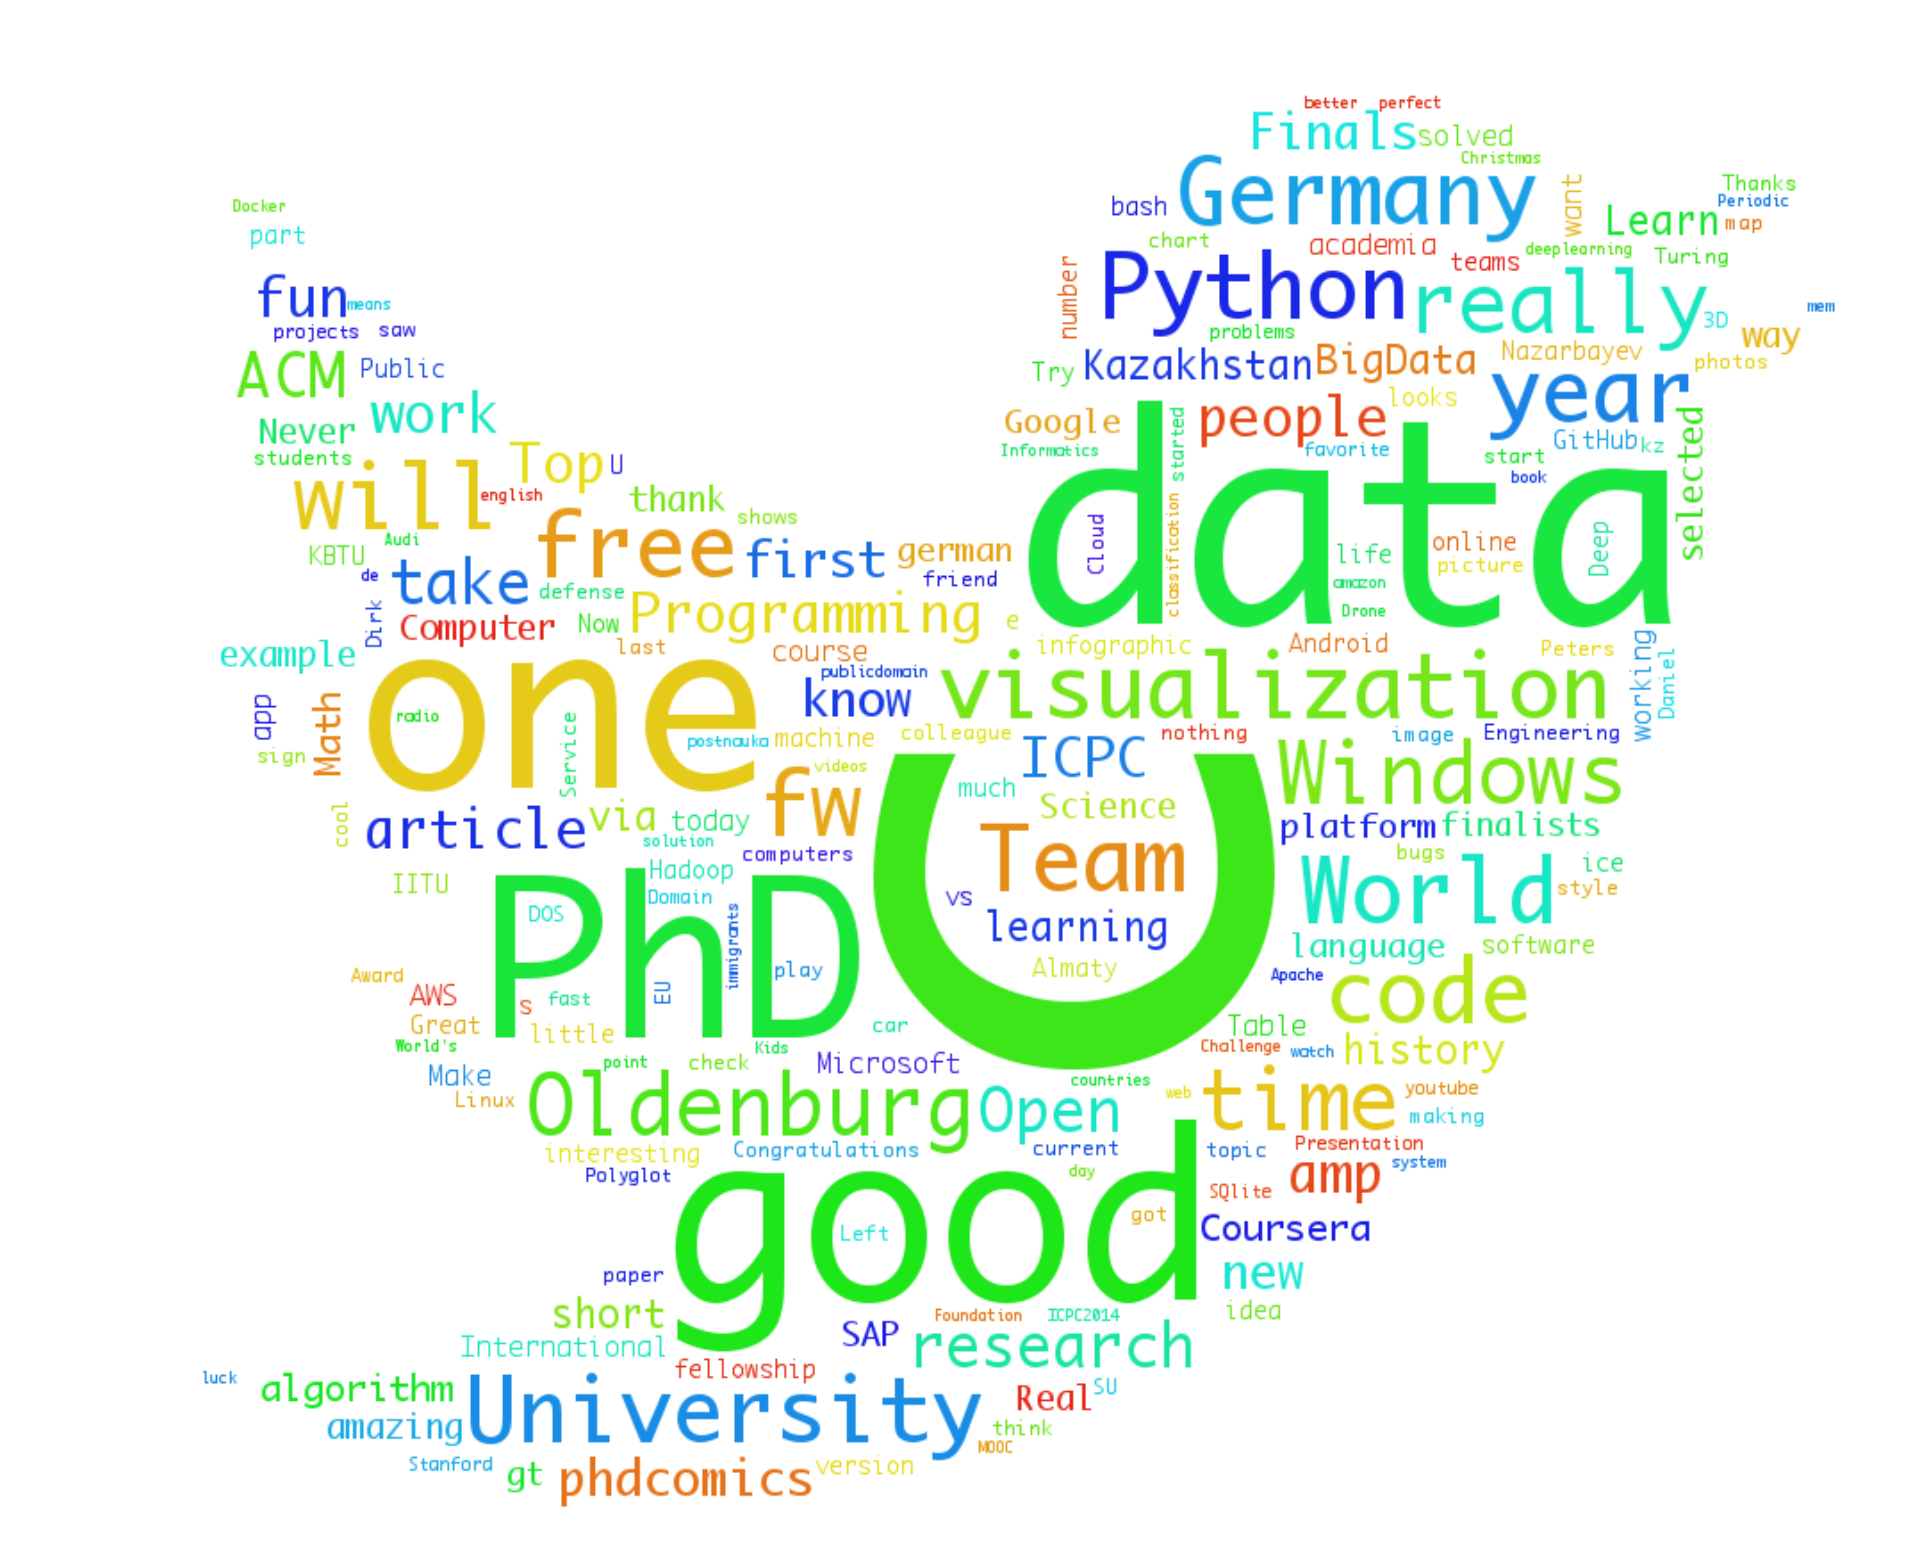 better perfect
Finals solved
Christmas
Germany
bash
want
Thanks
Periodic
Learn map
Docker
part
chart
academia
teams
deeplearning
Turing
number
Python
really
fun means
projects saw
problems
3D
way
mem
ACM Public
Try Kazakhstan BigData
Nazarbayev
photos
year
work
Google
people
looks
Never
students
Top U
Informatics
started
favorite
GitHub kz
start
book
selected
will english
thank
shows
data
Cloud
classification
life
online
picture
Deep
amazon
Drone
KBTU Audi
free first german
friend
de take
defense
Dirk
Computer Now Programming e
last
course
infographic
Android
Peters
working
Daniel
example
one
radio
Service
publicdomain
know
visualization
app
Math
sign
postnauka machine
videos
colleague
nothing
image
Engineering
ICPC
Windows
much
Science
fw
cool
article via today
solution
computers
platform finalists
Team
bugs
ice
style
World
U
IITU
Hadoop
Domain
PhD
DOS
immigrants
EU
play
vs
learning
Almaty
language software
Apache
code
Award
AWS
s fast
Great
little
World's
car
Table
Kids
Challenge watch history
point check Microsoft
Make
Linux
countries
web time youtube
making
Oldenburg Open
interesting Congratulations
current
topic Presentation
system
Polyglot
day
amp
SQlite
good
Left
got
Coursera
paper
new
idea
short
SAP
Foundation ICPC2014
International
research
luck
fellowship
algorithm
University
Real SU
amazing
think
MOOC
Stanford gt phdcomics version